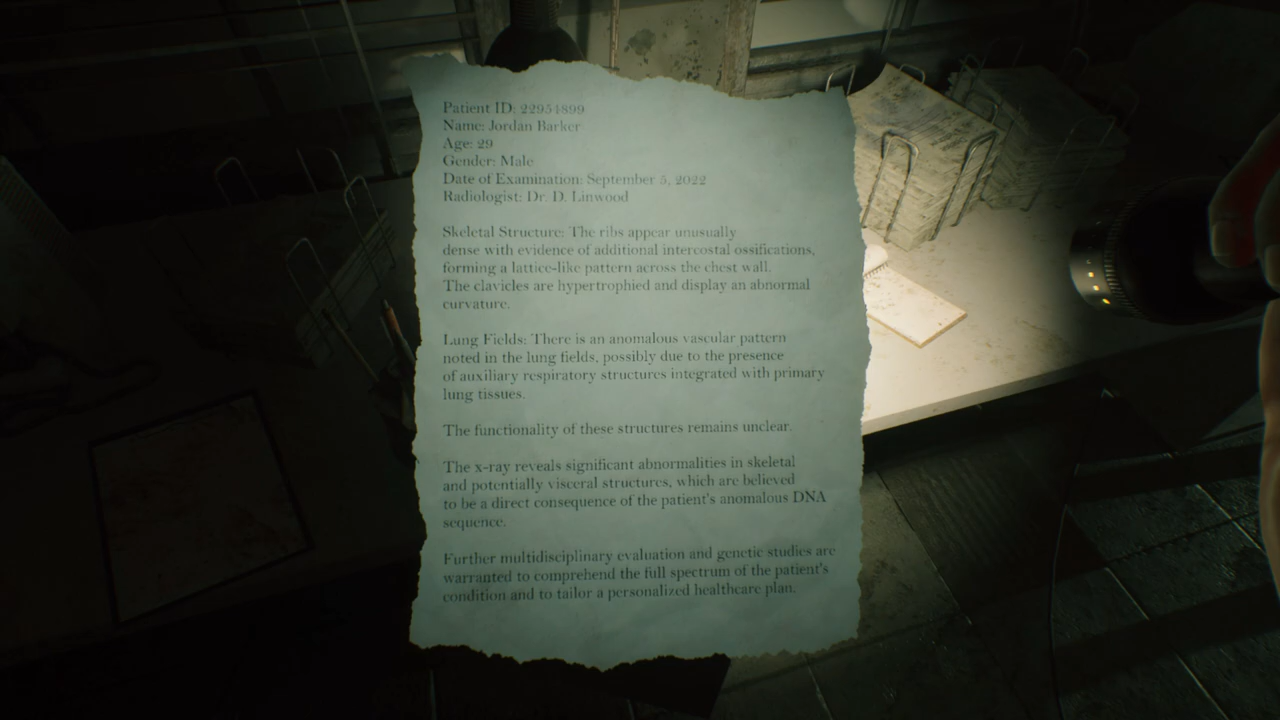 Patient ID: 22954899
Name: Jordan Barker
Age: 29
Gender: Male
Date of Examination: September 5, 2022
Radiologist: Dr. D. Linwood
Skeletal Structure: The ribs appear unusually
dense with evidence of additional intercostal ossifications,
forming a lattice-like pattern across the chest wall.
The clavicles are hypertrophied and display an abnormal
curvature.
Lung Fields: There is an anomalous vascular pattern
noted in the lung fields, possibly due to the presence
of auxiliary respiratory structures integrated with primary
lung tissues.
The functionality of these structures remains unclear.
The x-ray reveals significant abnormalities in skeletal
and potentially visceral structures, which are believed
to be a direct consequence of the patient's anomalous DNA
sequence.
Further multidisciplinary evaluation and genetic studies are
warranted to comprehend the full spectrum of the patient's
condition and to tailor a personalized healthcare plan.